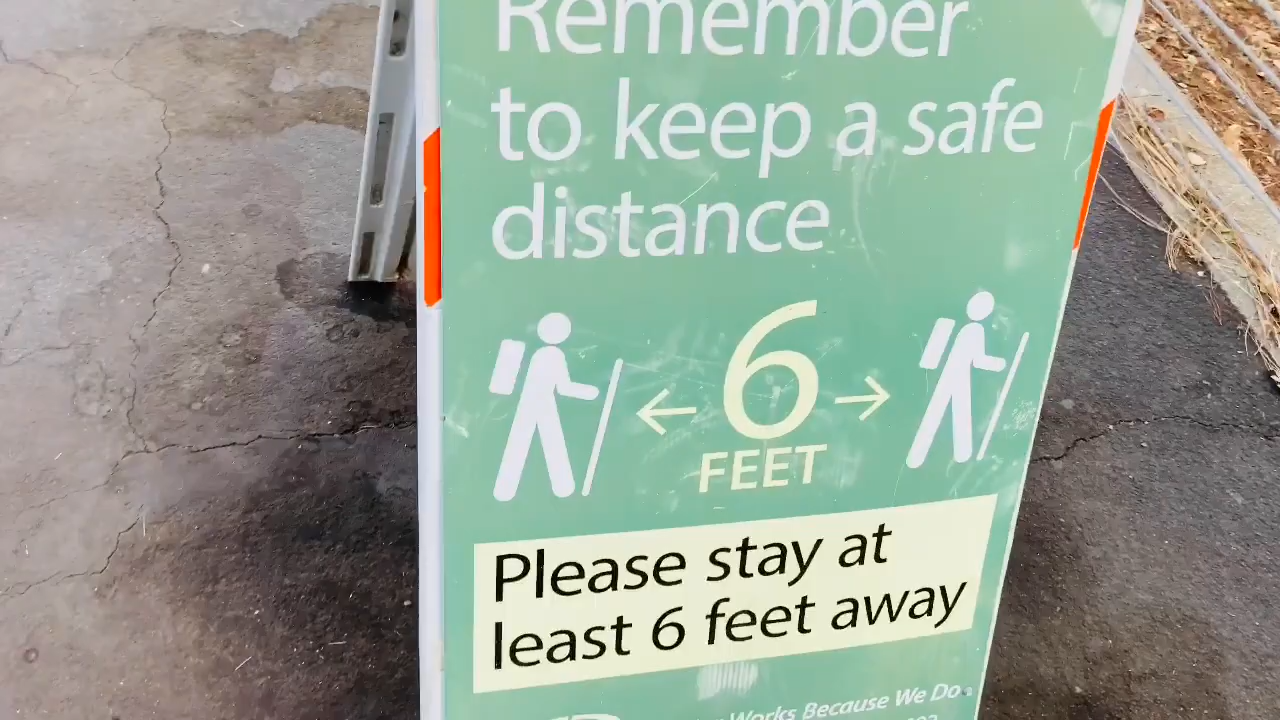 Remember
to keep a safe
distance
← 6 →
FEET
Please stay at
least 6 feet away
Works Because We Do